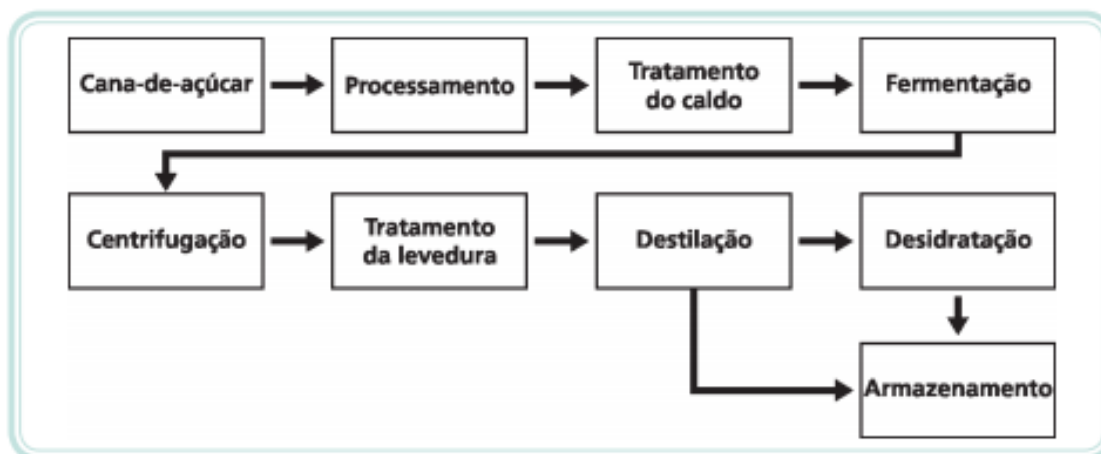 Cana-de-açúcar
Processamento
Tratamento
do caldo
Fermentação
Centrifugação
Tratamento
da levedura
Destilação
Desidratação
Armazenamento